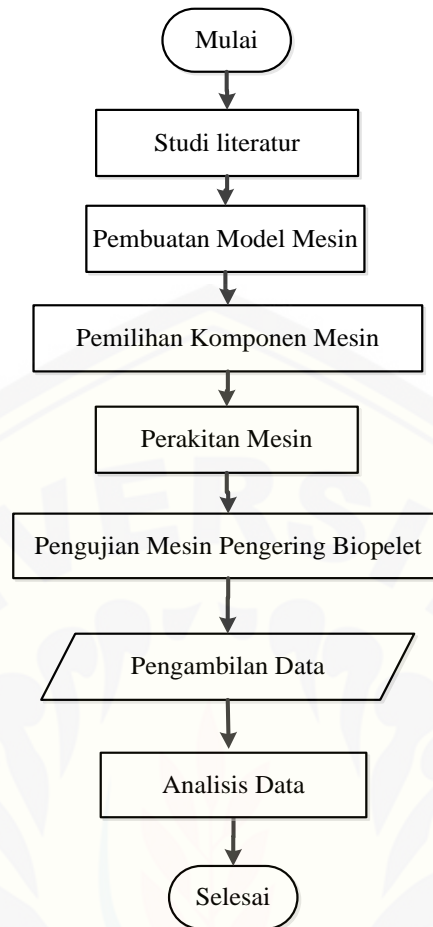 Mulai
Studi literatur
Pembuatan Model Mesin
Pemilihan Komponen Mesin
Perakitan Mesin
Pengujian Mesin Pengering Biopelet
Pengambilan Data
Analisis Data
Selesai